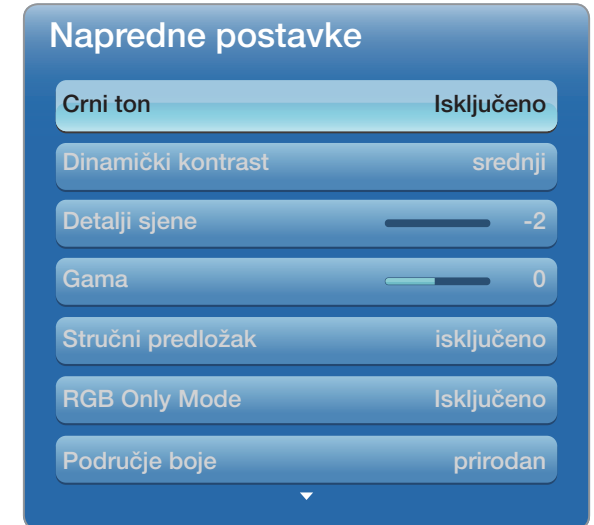 Napredne postavke
Crni ton Isključeno
Dinamički kontrast srednji
Detalji sjene -2
Gama 0
Stručni predložak isključeno
RGB Only Mode Isključeno
Područje boje prirodan